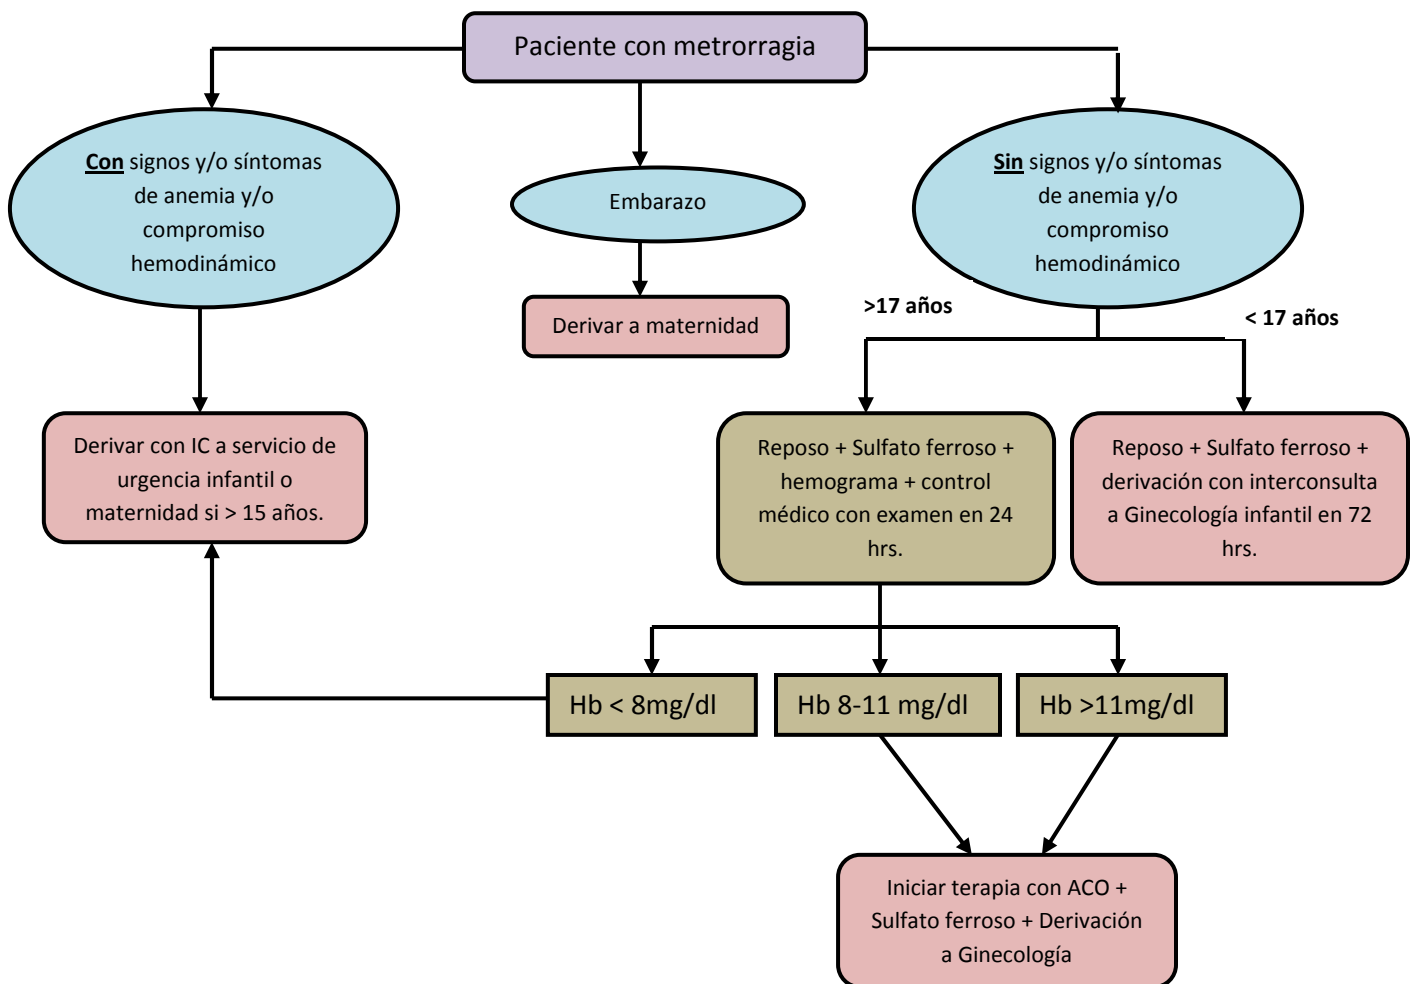 Paciente con metrorragia
Con signos y/o síntomas
de anemia y/o
compromiso
hemodinámico
Embarazo
Sin signos y/o síntomas
de anemia y/o
compromiso
hemodinámico
Derivar a maternidad
>17 años
< 17 años
Derivar con IC a servicio de
urgencia infantil o
maternidad si > 15 años.
Reposo + Sulfato ferroso +
hemograma + control
médico con examen en 24
hrs.
Reposo + Sulfato ferroso +
derivación con interconsulta
a Ginecología infantil en 72
hrs.
Hb < 8mg/dl
Hb 8-11 mg/dl
Hb >11mg/dl
Iniciar terapia con ACO +
Sulfato ferroso + Derivación
a Ginecología